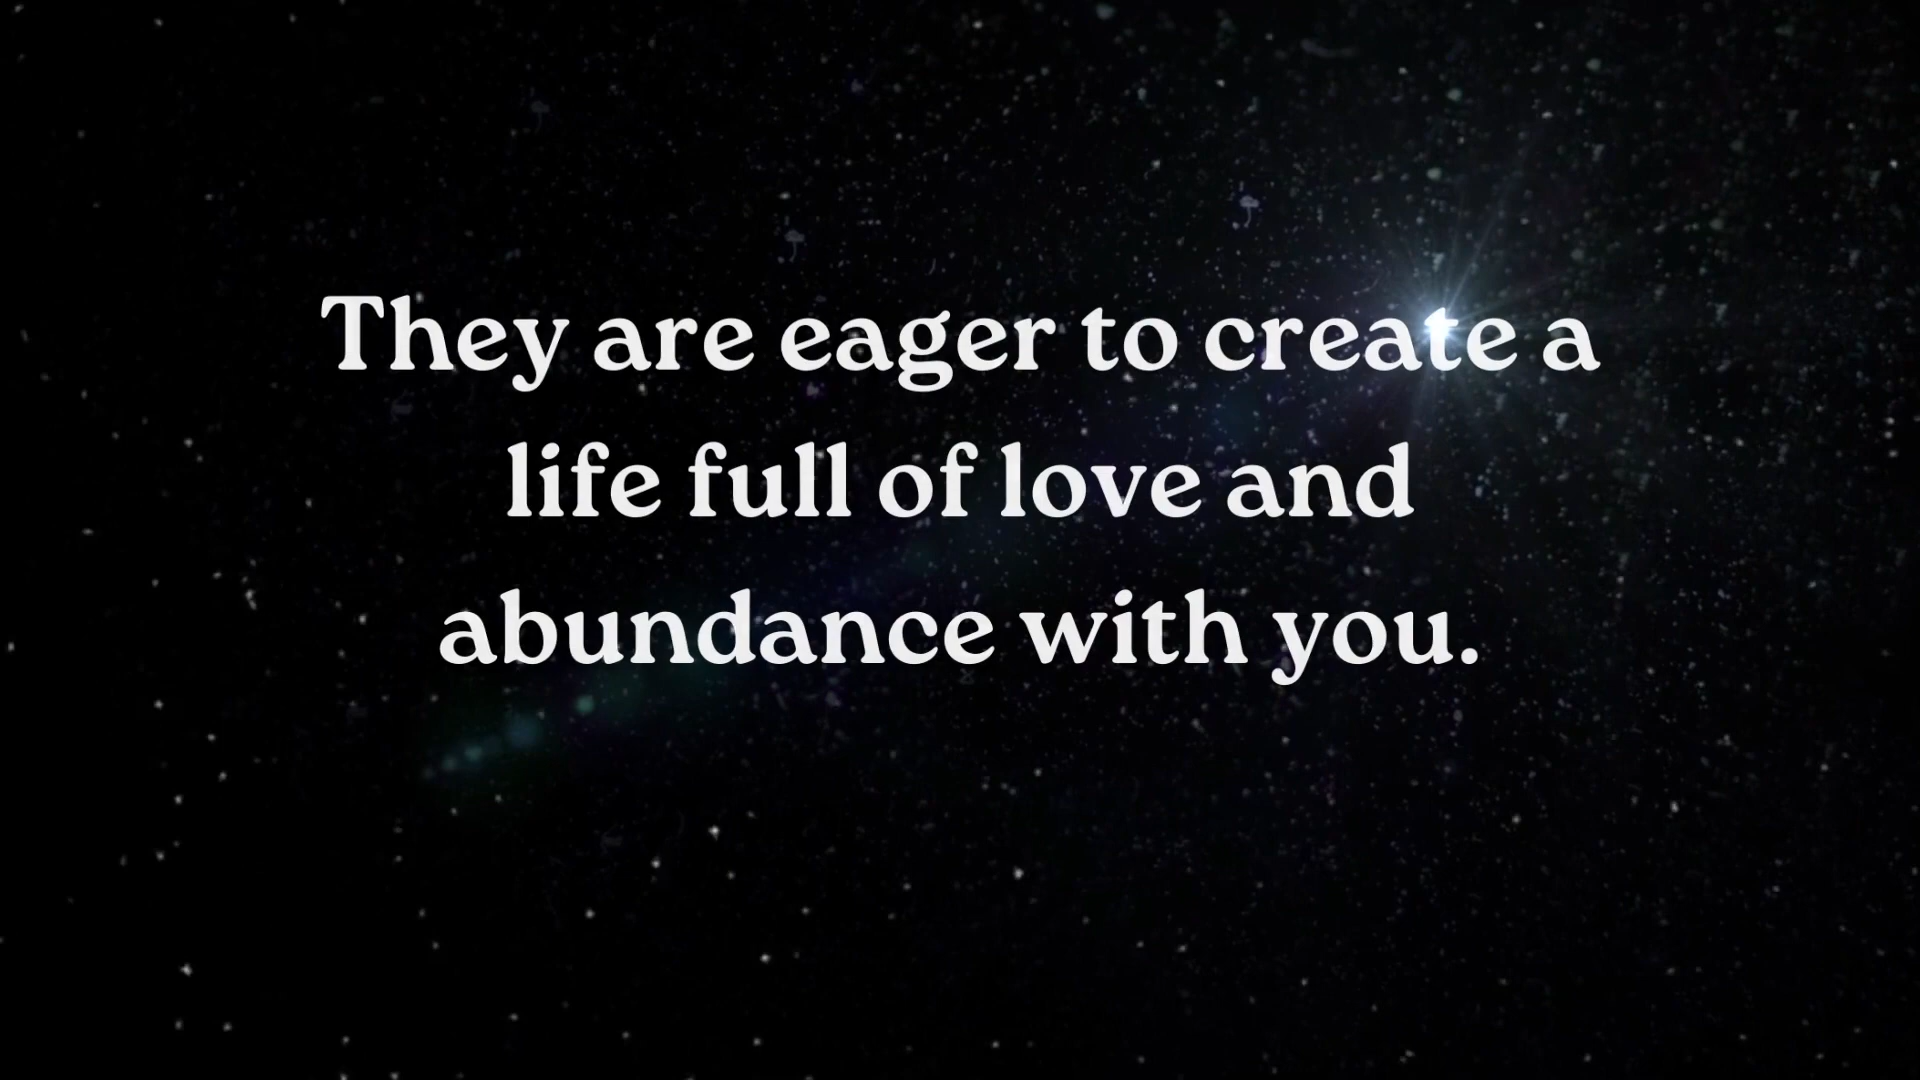 They are eager to create a
life full of love and
abundance with you.